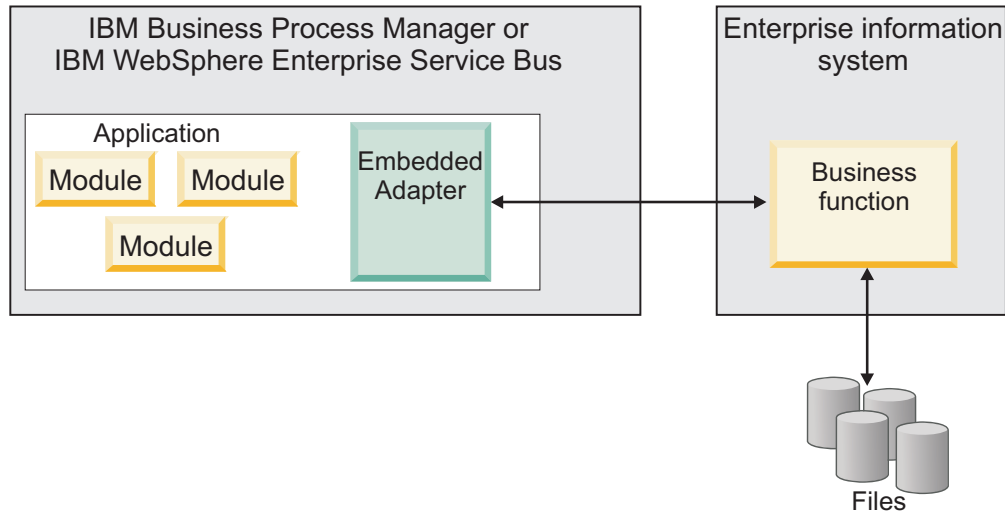 IBM Business Process Manager or
IBM WebSphere Enterprise Service Bus
Application
Module
Module
Module
Embedded
Adapter
Enterprise information
system
Business
function
Files